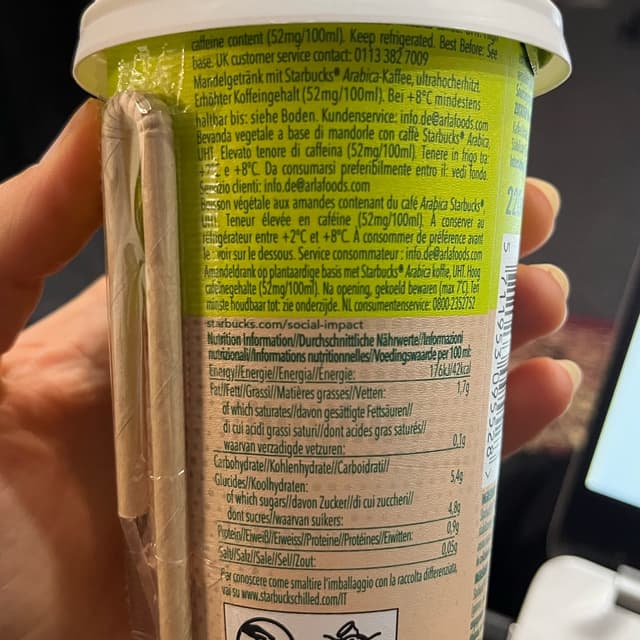 caffeine content (52mg/100ml). Keep refrigerated. Best Before: See
base. UK customer service contact: 0113 382 7009
Mandelgetränk mit Starbucks® Arabica-Kaffee, ultrahocherhitzt.
Erhöhter Koffeingehalt (52mg/100ml). Bei +8°C mindestens
haltbar bis: siehe Boden. Kundenservice: info.de@arlafoods.com
Bevanda vegetale a base di mandorle con caffè Starbucks® Arabica
UHT. Elevato tenore di caffeina (52mg/100ml). Tenere in frigo tra
e +8°C. Da consumarsi preferibilmente entro il: vedi fondo.
Servizio clienti: info.de@arlafoods.com
Boisson végétale aux amandes contenant du café Arabica Starbucks®,
UHT. Teneur élevée en caféine (52mg/100ml). À conserver au
réfrigérateur entre +2°C et +8°C. À consommer de préférence avant
le : voir sur le dessous. Service consommateur : info.de@arlafoods.com
Amandeldrank op plantaardige basis met Starbucks® Arabica koffie, UHT. Hoog
cafeïnegehalte (52mg/100ml). Na opening, gekoeld bewaren (max 7°C). Ten
minste houdbaar tot: zie onderzijde. NL consumentenservice: 0800-2352752
starbucks.com/social-impact
Nutrition Information//Durchschnittliche Nährwerte//Informazioni
nutrizionali/Informations nutritionnelles//Voedingswaarde per 100 ml:
Energy//Energie//Energia//Énergie: 176kJ/42kcal
Fat//Fett//Grassi//Matières grasses//Vetten: 1,7g
of which saturates//davon gesättigte Fettsäuren//
di cui acidi grassi saturi//dont acides gras saturés//
waarvan verzadigde vetzuren: 0,1g
Carbohydrate//Kohlenhydrate//Carboidrati//
Glucides//Koolhydraten: 5,4g
of which sugars//davon Zucker//di cui zuccheri//
dont sucres//waarvan suikers: 4,8g
Protein//Eiweiß//Eiweiss//Proteine//Protéines//Eiwitten: 0,9g
Salt//Salz//Sale//Sel//Zout: 0,05g
Par conoscere come smaltire l'imballaggio con la raccolta differenziata,
vai su www.starbuckschilled.com/IT